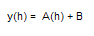 y(h) = A(h) + B